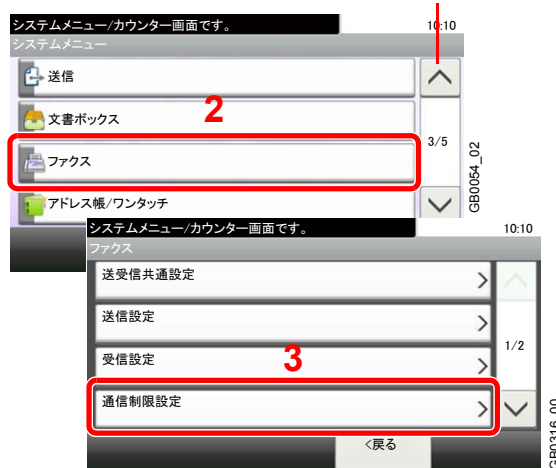 システムメニュー/カウンター画面です。
10:10
システムメニュー
送信
文書ボックス
2
ファクス
3/5
アドレス帳/ワンタッチ
GB0054_02
システムメニュー/カウンター画面です。
10:10
ファクス
送受信共通設定
送信設定
1/2
受信設定
3
通信制限設定
<戻る
GB0316_00